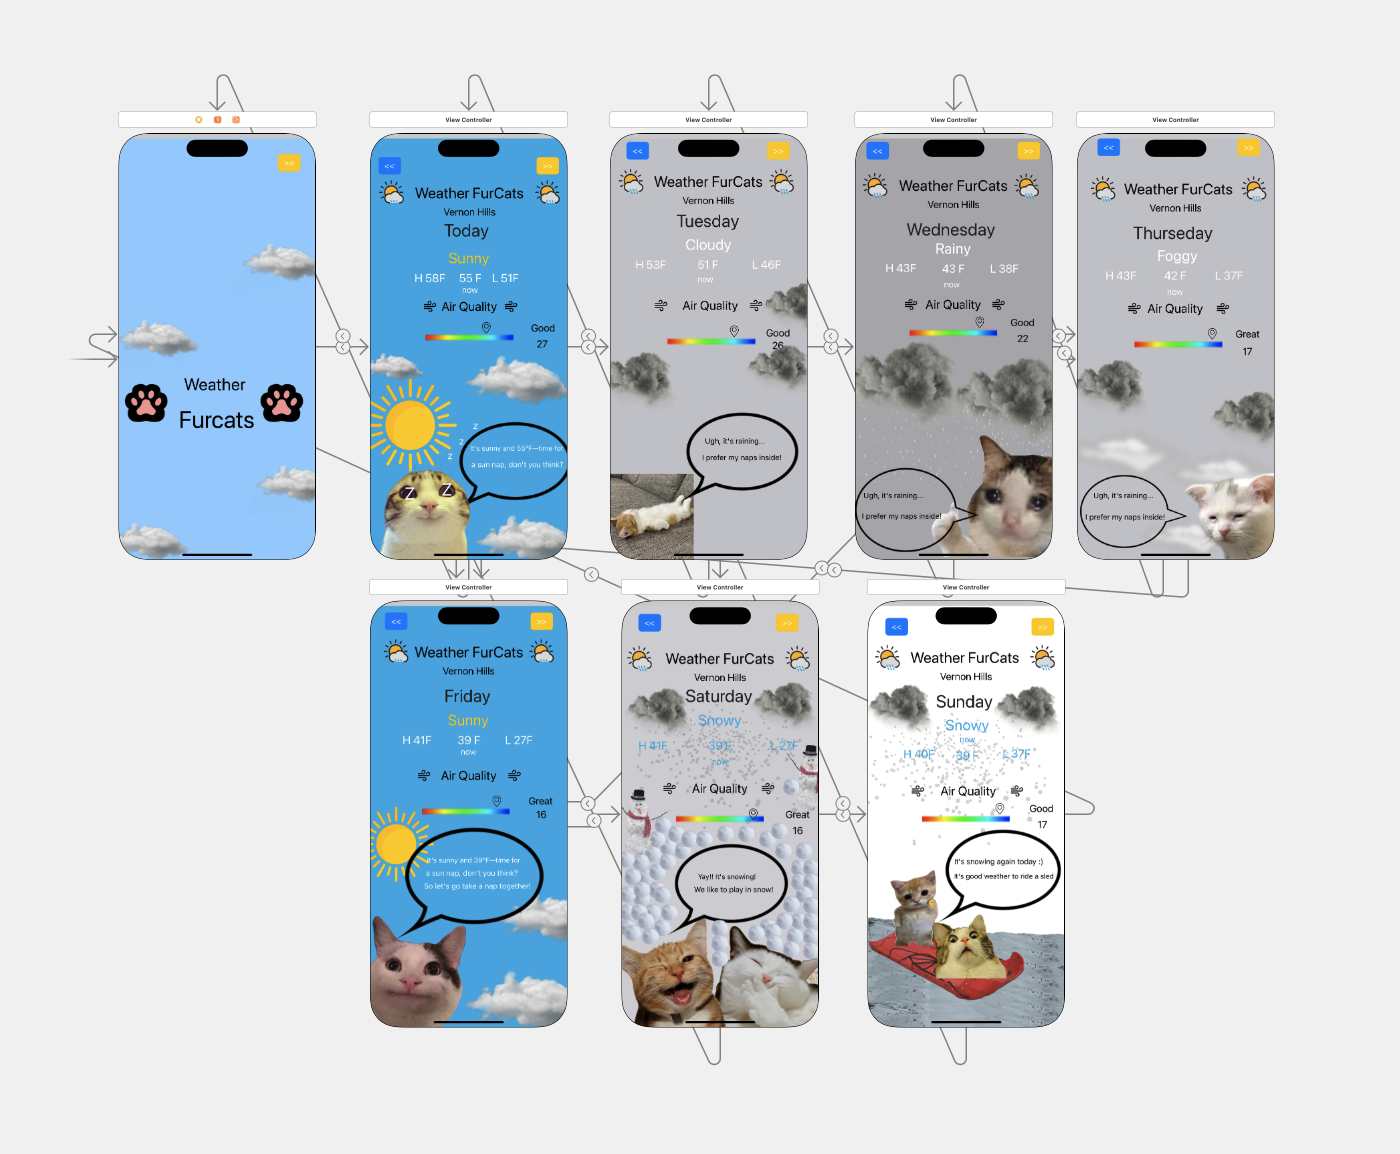 >>
Weather
Furcats
View Controller
<<
>>
Weather FurCats
Vernon Hills
Today
Sunny
H 58F 55 F L 51F
now
Air Quality
Good
27
z
z
z
Z Z
It's sunny and 55°F—time for
a sun nap, don't you think?
View Controller
<<
>>
Weather FurCats
Vernon Hills
Tuesday
Cloudy
H 53F 51 F L 46F
now
Air Quality
Good
26
Ugh, it's raining...
I prefer my naps inside!
View Controller
<<
>>
Weather FurCats
Vernon Hills
Wednesday
Rainy
H 43F 43 F L 38F
now
Air Quality
Good
22
Ugh, it's raining...
I prefer my naps inside!
View Controller
<<
>>
Weather FurCats
Vernon Hills
Thurseday
Foggy
H 43F 42 F L 37F
now
Air Quality
Great
17
Ugh, it's raining...
I prefer my naps inside!
View Controller
<<
>>
Weather FurCats
Vernon Hills
Friday
Sunny
H 41F 39 F L 27F
now
Air Quality
Great
16
It's sunny and 39°F—time for
a sun nap, don't you think?
So let's go take a nap together!
View Controller
<<
>>
Weather FurCats
Vernon Hills
Saturday
Snowy
H 41F 39 F L 27F
now
Air Quality
Great
16
Yay!! It's snowing!
We like to play in snow!
View Controller
<<
>>
Weather FurCats
Vernon Hills
Sunday
Snowy
now
H 40F 39 F L 37F
Air Quality
Good
17
It's snowing again today :)
It's good weather to ride a sled